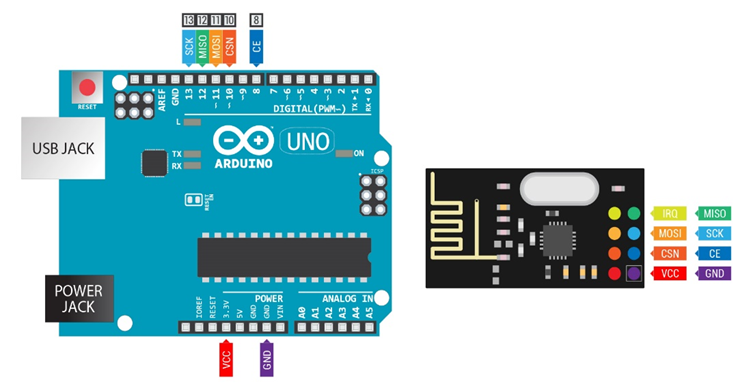 13 12 11 10 8
SCK MISO MOSI CSN CE
RESET
AREF GND 13 12 ~11 ~10 ~9 8 7 ~6 ~5 4 ~3 2 TX▸1 RX◂0
DIGITAL(PWM~)
L
USB JACK
TX
RX
ARDUINO
UNO
ON
ICSP
RESET EN
POWER JACK
POWER
ANALOG IN
IOREF RESET 3.3V 5V GND GND VIN A0 A1 A2 A3 A4 A5
VCC GND
IRQ MISO
MOSI SCK
CSN CE
VCC GND